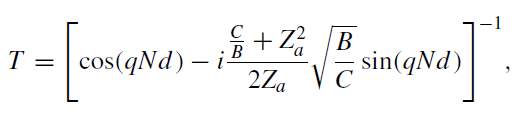 T = \left[ \cos(qNd) - i \frac{\frac{C}{B} + Z_a^2}{2Z_a} \sqrt{\frac{B}{C}} \sin(qNd) \right]^{-1},